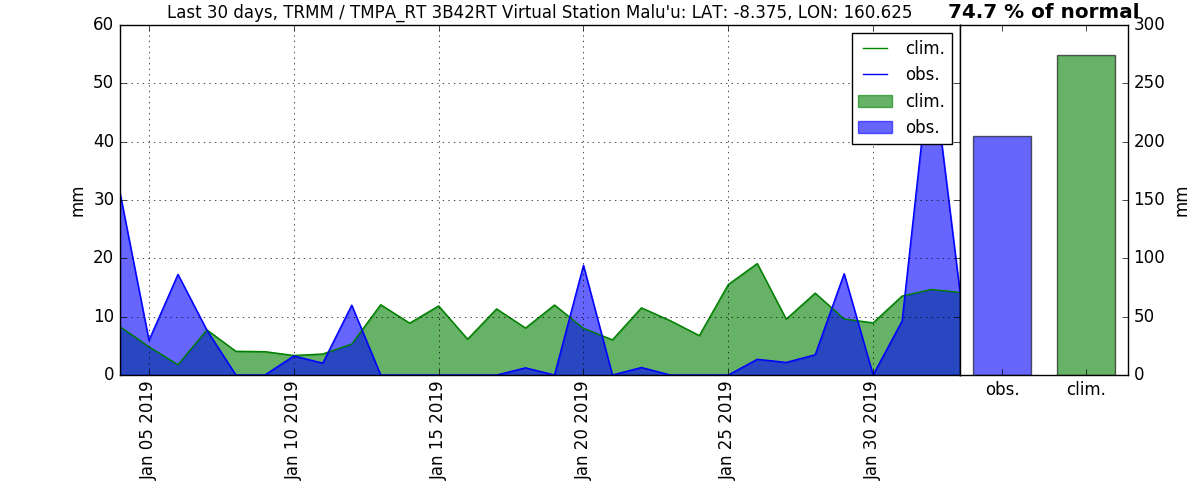 Last 30 days, TRMM / TMPA_RT 3B42RT Virtual Station Malu'u: LAT: -8.375, LON: 160.625
74.7 % of normal
60
50
40
30
20
10
0
mm
clim.
obs.
clim.
obs.
300
250
200
150
100
50
0
mm
Jan 05 2019
Jan 10 2019
Jan 15 2019
Jan 20 2019
Jan 25 2019
Jan 30 2019
obs.
clim.